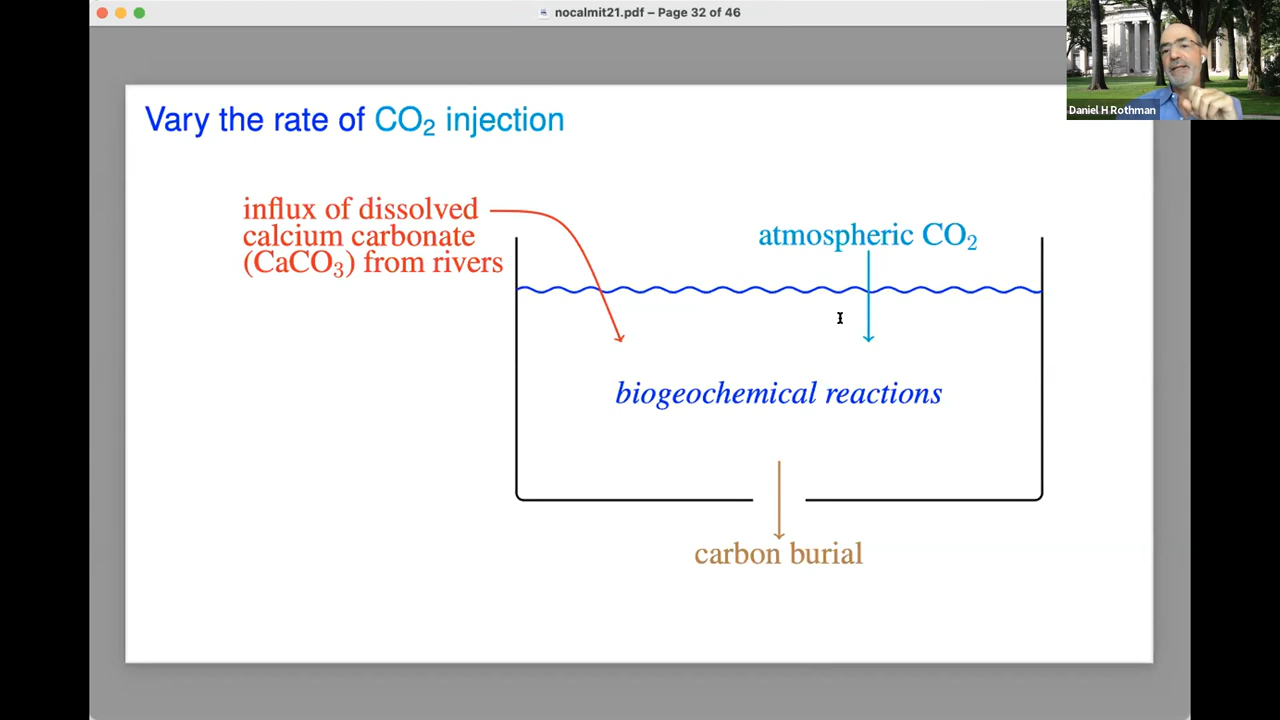 nocalmit21.pdf – Page 32 of 46
Daniel H Rothman
Vary the rate of CO₂ injection
influx of dissolved
calcium carbonate
(CaCO₃) from rivers
atmospheric CO₂
biogeochemical reactions
carbon burial